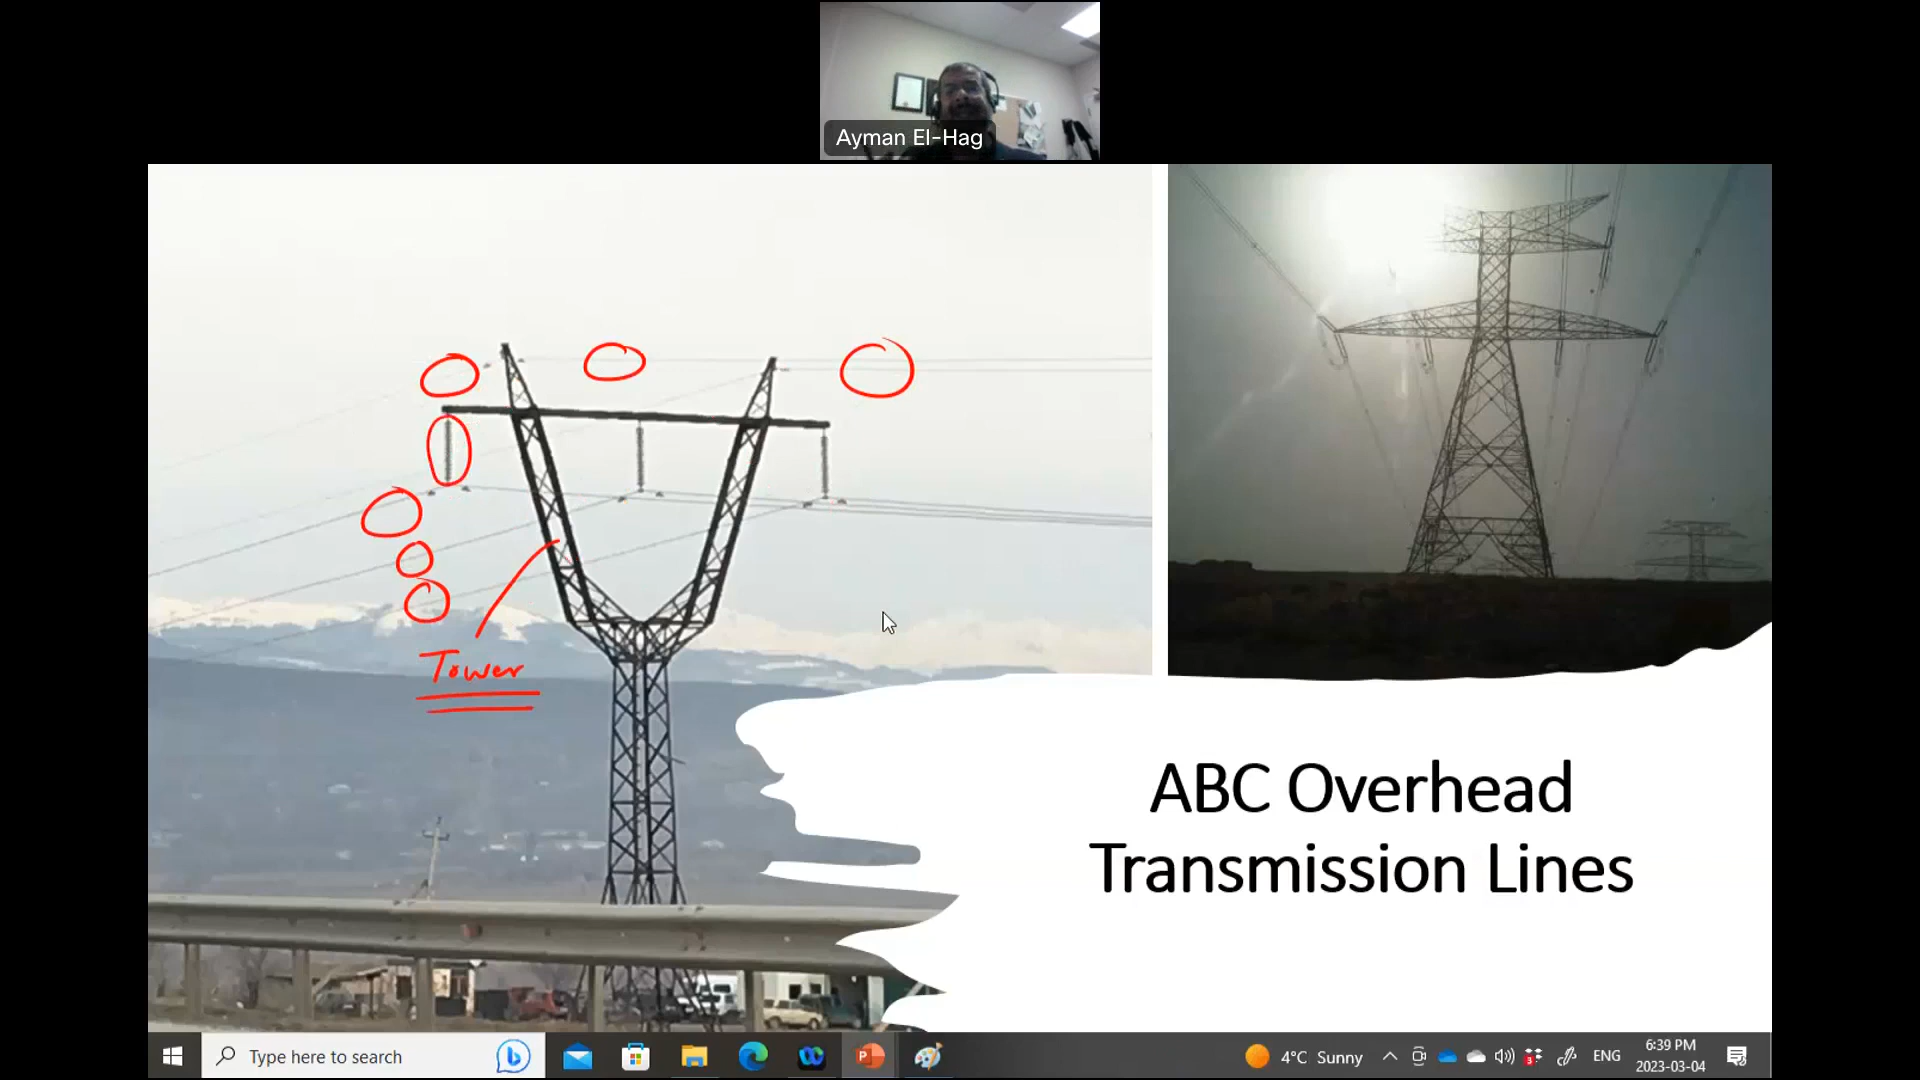 Ayman El-Hag
Tower
ABC Overhead
Transmission Lines
Type here to search
4°C Sunny
3
ENG
6:39 PM
2023-03-04